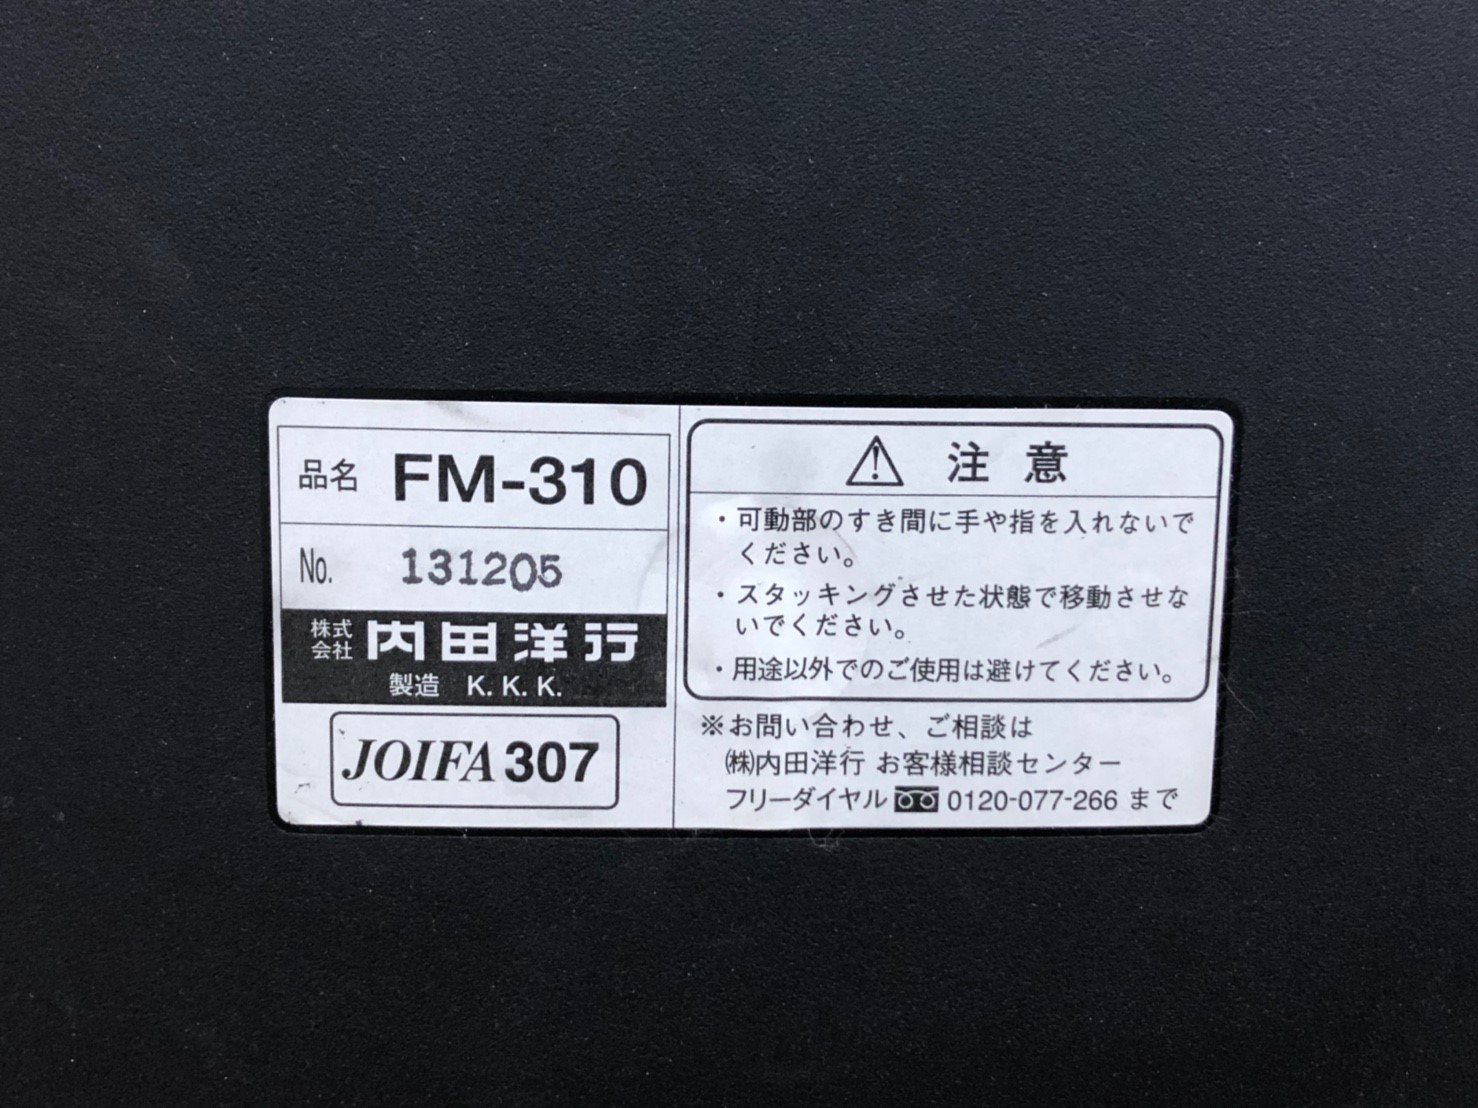 品名 FM-310
No. 131205
株式会社 内田洋行
製造 K.K.K.
JOIFA 307
注意
・可動部のすき間に手や指を入れないで
ください。
・スタッキングさせた状態で移動させな
いでください。
・用途以外でのご使用は避けてください。
※お問い合わせ、ご相談は
㈱内田洋行 お客様相談センター
フリーダイヤル 0120-077-266 まで